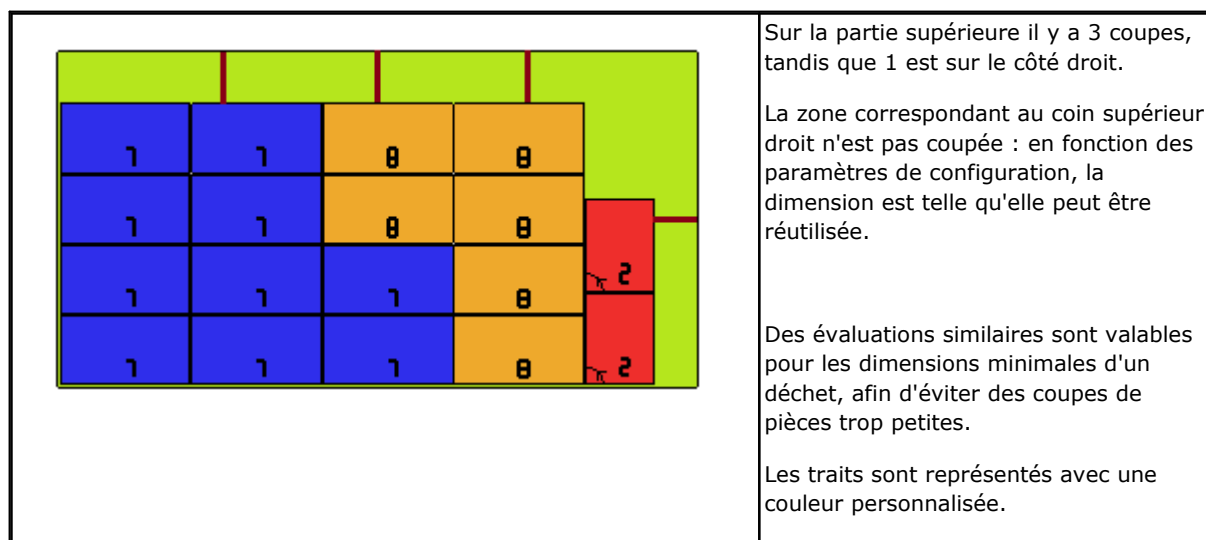 Sur la partie supérieure il y a 3 coupes,
tandis que 1 est sur le côté droit.
La zone correspondant au coin supérieur
droit n'est pas coupée : en fonction des
paramètres de configuration, la
dimension est telle qu'elle peut être
réutilisée.
Des évaluations similaires sont valables
pour les dimensions minimales d'un
déchet, afin d'éviter des coupes de
pièces trop petites.
Les traits sont représentés avec une
couleur personnalisée.